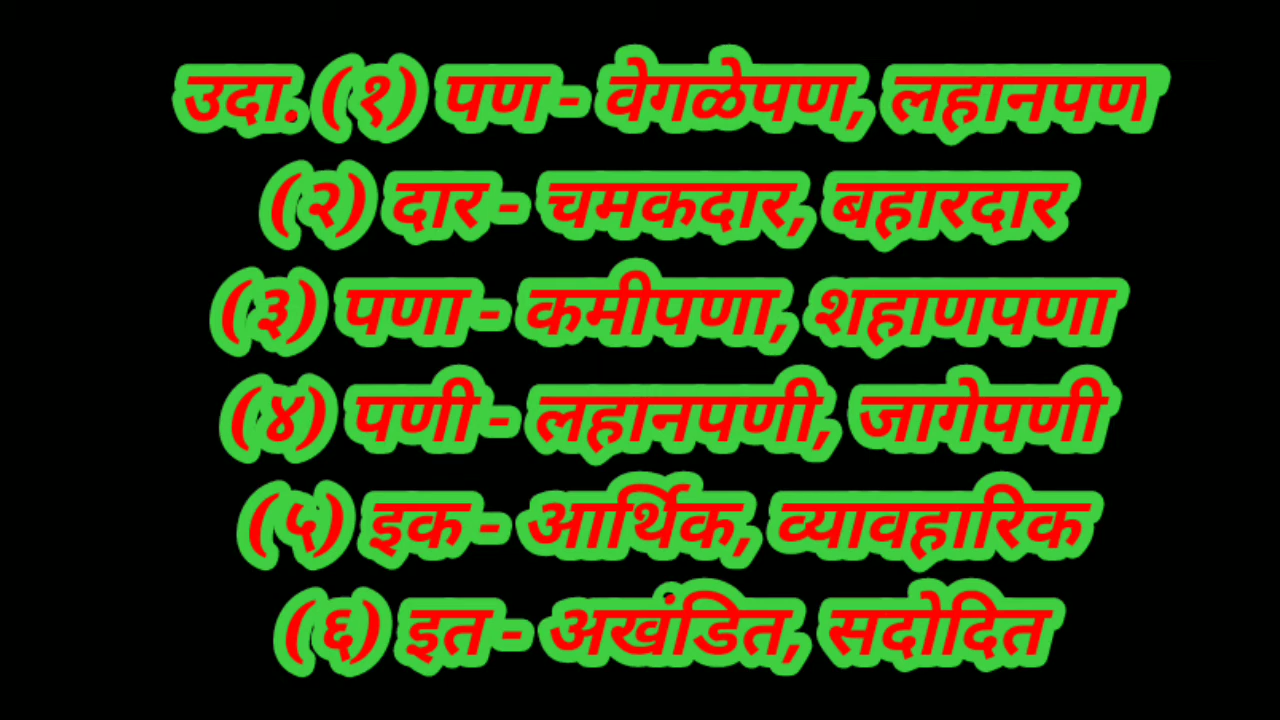 उदा. (१) पण - वेगळेपण, लहानपण
(२) दार - चमकदार, बहारदार
(३) पणा - कमीपणा, शहाणपणा
(४) पणी - लहानपणी, जागेपणी
(५) इक - आर्थिक, व्यावहारिक
(६) इत - अखंडित, सदोदित